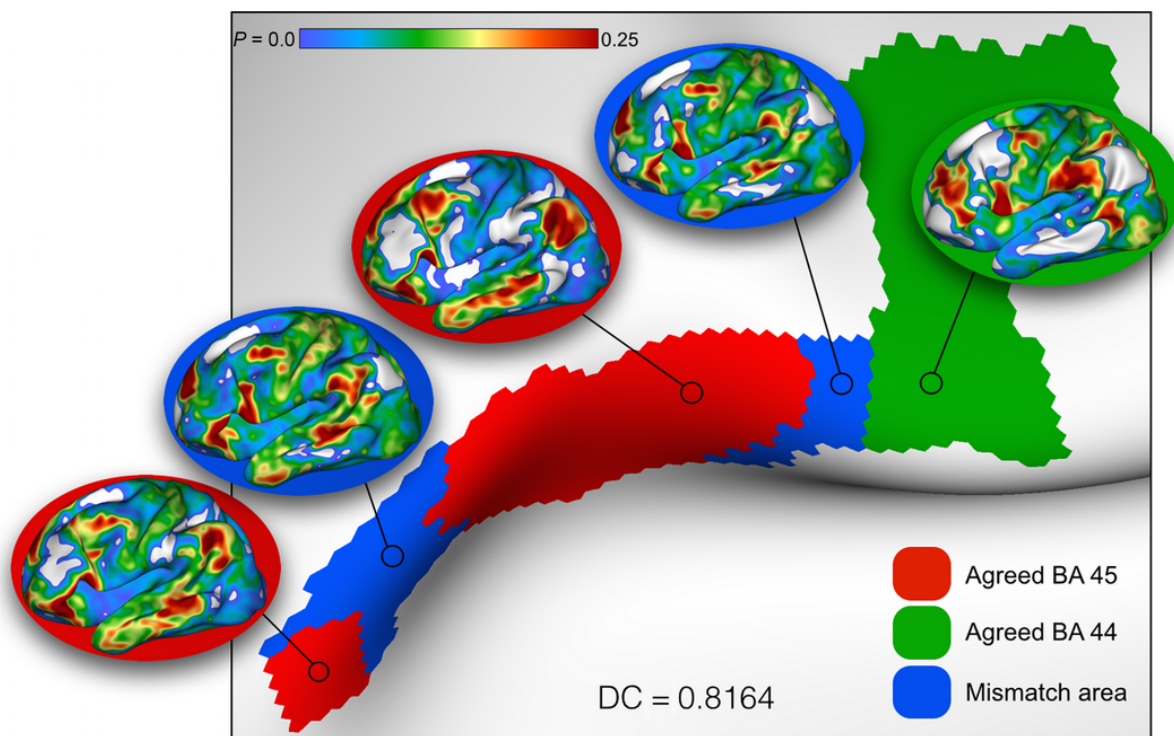 P = 0.0 0.25
Agreed BA 45
Agreed BA 44
DC = 0.8164
Mismatch area